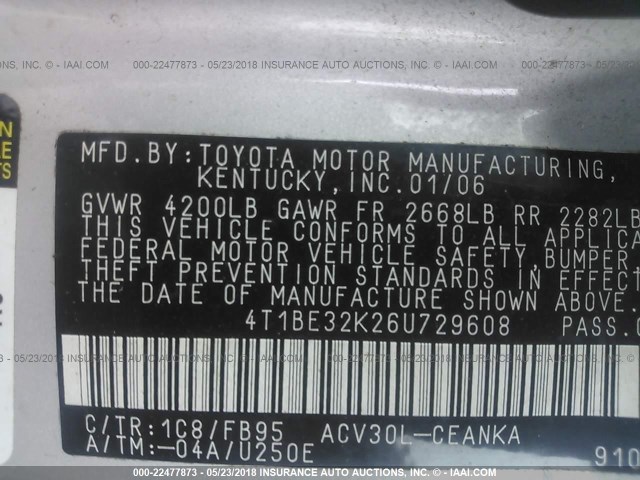 000-22477873 - 05/23/2018 INSURANCE AUTO AUCTIONS, INC. - © IAAI.COM
MFD. BY: TOYOTA MOTOR MANUFACTURING,
KENTUCKY, INC. 01/06
GVWR 4200LB GAWR FR 2668LB RR 2282LB
THIS VEHICLE CONFORMS TO ALL APPLICA
FEDERAL MOTOR VEHICLE SAFETY, BUMPER,
THEFT PREVENTION STANDARDS IN EFFECT
THE DATE OF MANUFACTURE SHOWN ABOVE.
4T1BE32K26U729608 PASS.
C/TR: 1C8/FB95 ACV30L-CEANKA
A/TM: -04A/U250E 910
000-22477873 - 05/23/2018 INSURANCE AUTO AUCTIONS, INC. - © IAAI.COM